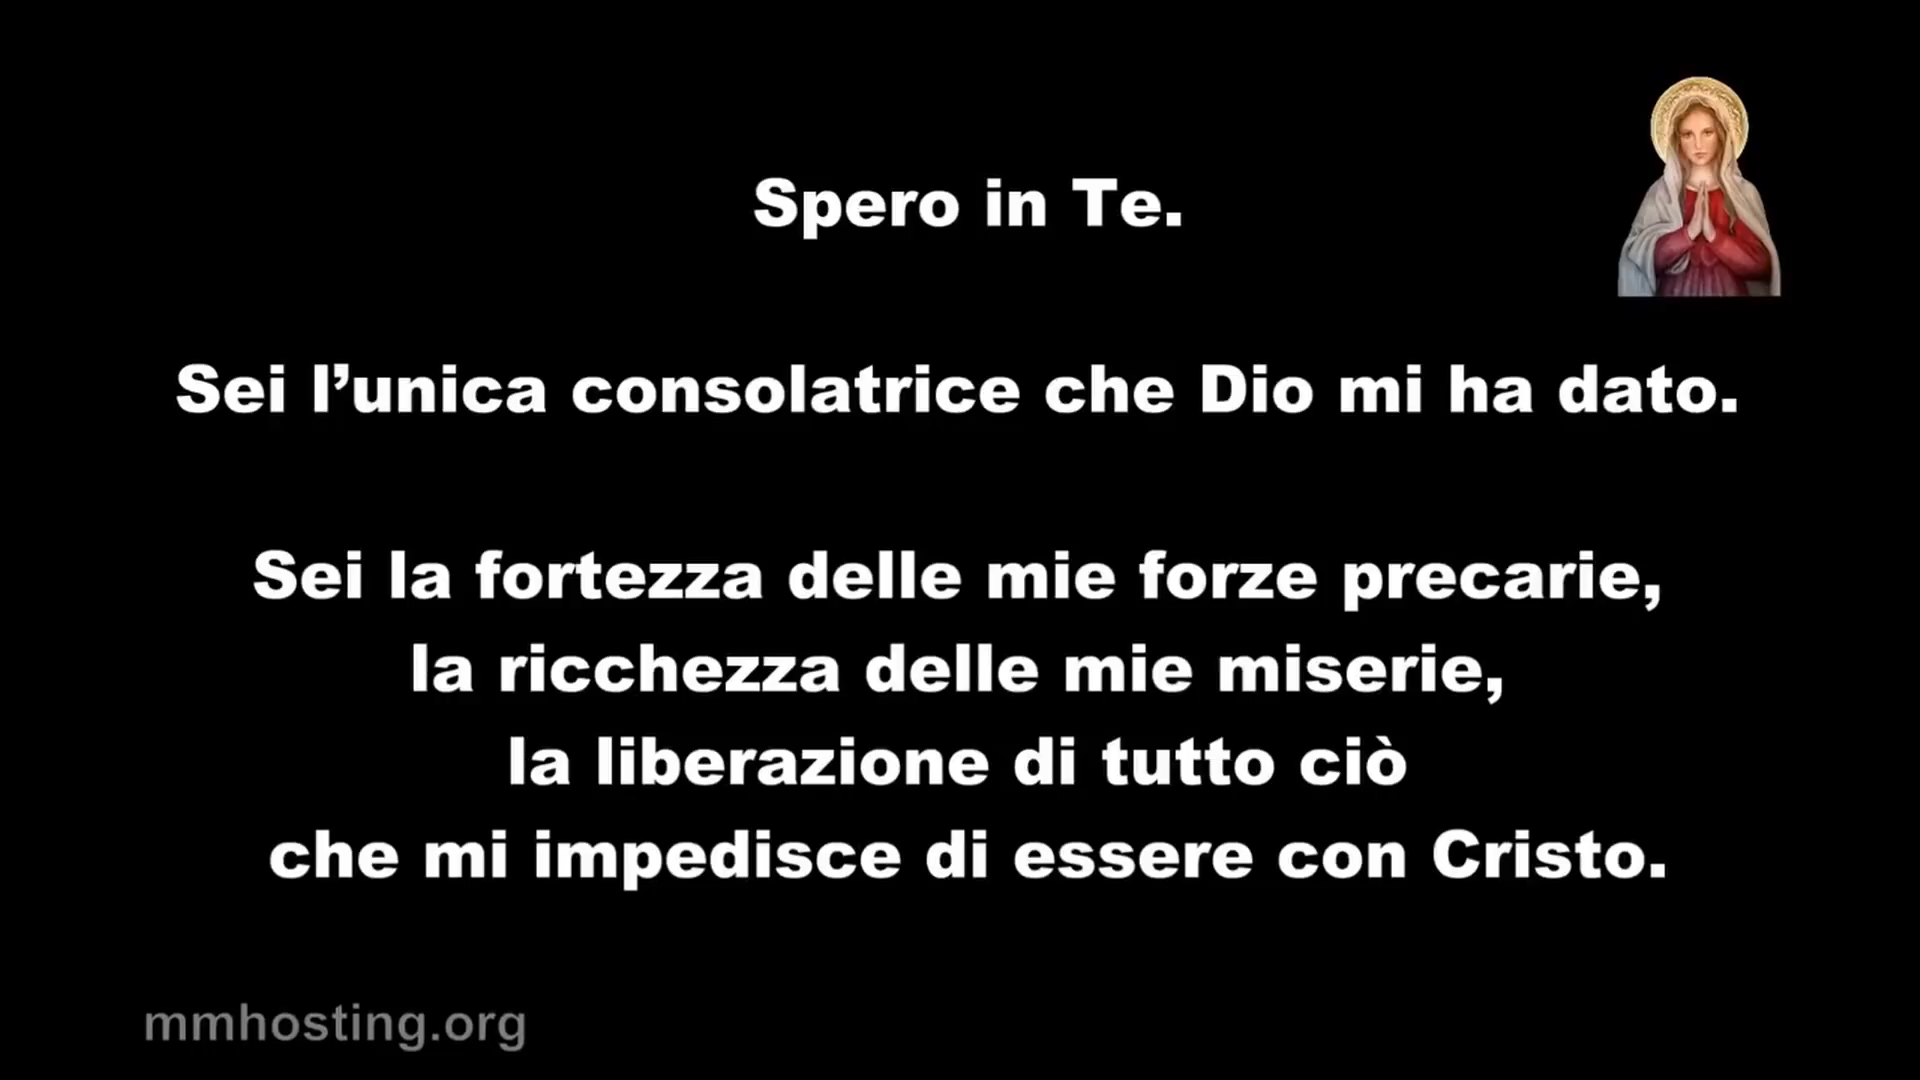 Spero in Te.
Sei l’unica consolatrice che Dio mi ha dato.
Sei la fortezza delle mie forze precarie,
la ricchezza delle mie miserie,
la liberazione di tutto ciò
che mi impedisce di essere con Cristo.
mmhosting.org